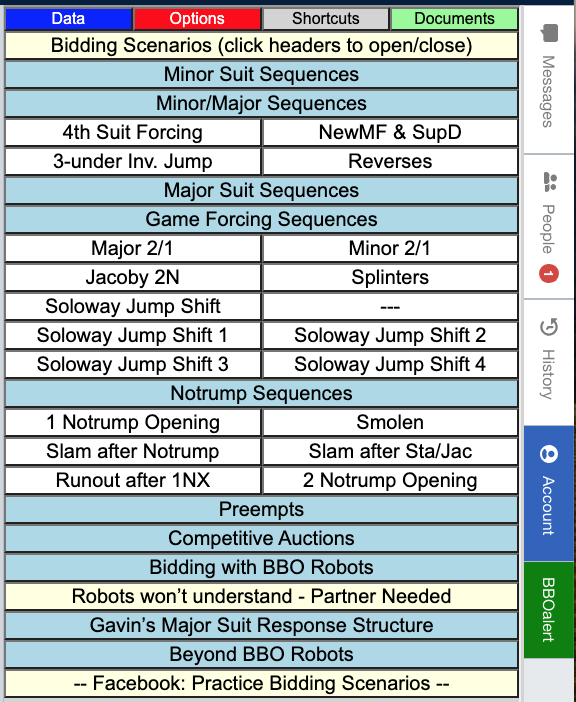 Data Options Shortcuts Documents
Bidding Scenarios (click headers to open/close)
Minor Suit Sequences
Minor/Major Sequences
4th Suit Forcing NewMF & SupD
3-under Inv. Jump Reverses
Major Suit Sequences
Game Forcing Sequences
Major 2/1 Minor 2/1
Jacoby 2N Splinters
Soloway Jump Shift ---
Soloway Jump Shift 1 Soloway Jump Shift 2
Soloway Jump Shift 3 Soloway Jump Shift 4
Notrump Sequences
1 Notrump Opening Smolen
Slam after Notrump Slam after Sta/Jac
Runout after 1NX 2 Notrump Opening
Preempts
Competitive Auctions
Bidding with BBO Robots
Robots won’t understand - Partner Needed
Gavin’s Major Suit Response Structure
Beyond BBO Robots
-- Facebook: Practice Bidding Scenarios --
Messages
People 1
History
Account
BBOalert